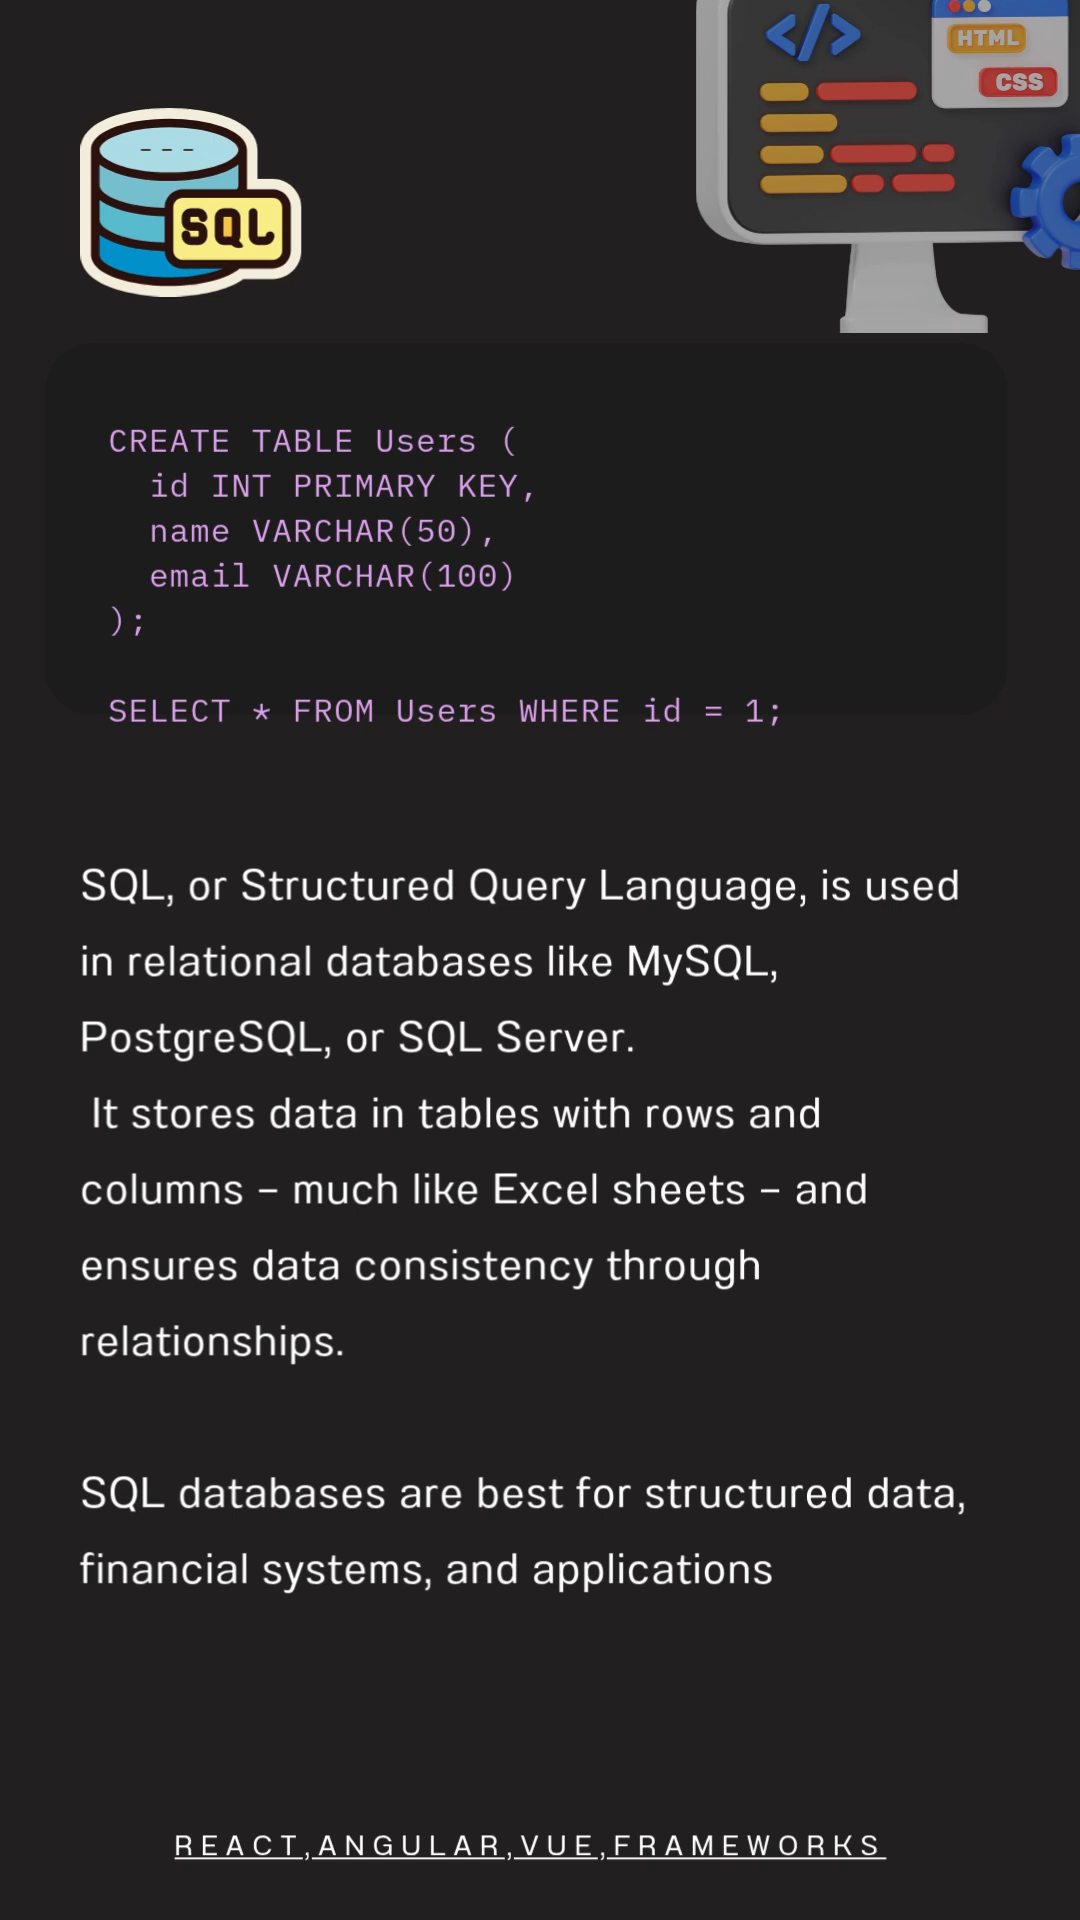 </>
HTML
CSS
---
SQL
CREATE TABLE Users (
  id INT PRIMARY KEY,
  name VARCHAR(50),
  email VARCHAR(100)
);
SELECT * FROM Users WHERE id = 1;
SQL, or Structured Query Language, is used
in relational databases like MySQL,
PostgreSQL, or SQL Server.
It stores data in tables with rows and
columns – much like Excel sheets – and
ensures data consistency through
relationships.
SQL databases are best for structured data,
financial systems, and applications
REACT,ANGULAR,VUE,FRAMEWORKS